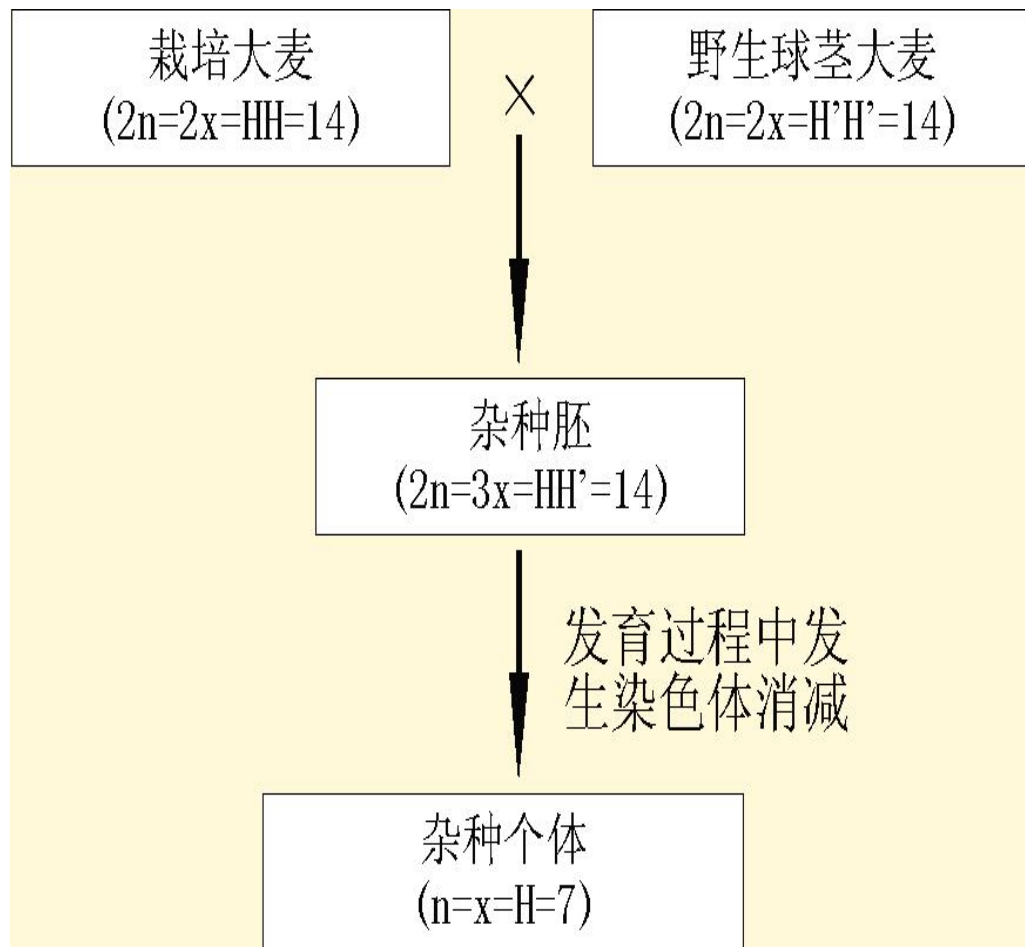 栽培大麦
(2n=2x=HH=14)
×
野生球茎大麦
(2n=2x=H’H’=14)
杂种胚
(2n=3x=HH’=14)
发育过程中发
生染色体消减
杂种个体
(n=x=H=7)